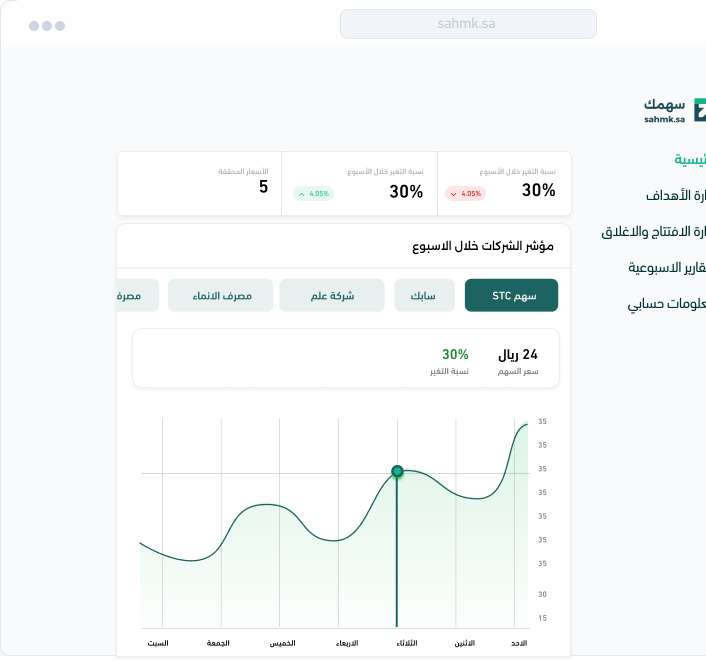 sahmk.sa
سهمك
sahmk.sa
ئيسية
ارة الأهداف
ارة الافتتاح والاغلاق
قارير الاسبوعية
علومات حسابي
نسبة التغير خلال الأسبوع
30%
4.05%
نسبة التغير خلال الأسبوع
30%
4.05%
الأسعار المحققة
5
مؤشر الشركات خلال الاسبوع
سهم STC
سابك
شركة علم
مصرف الانماء
مصرف
24 ريال
سعر السهم
30%
نسبة التغير
35
35
35
35
35
35
35
30
15
الاحد
الاثنين
الثلاثاء
الاربعاء
الخميس
الجمعة
السبت